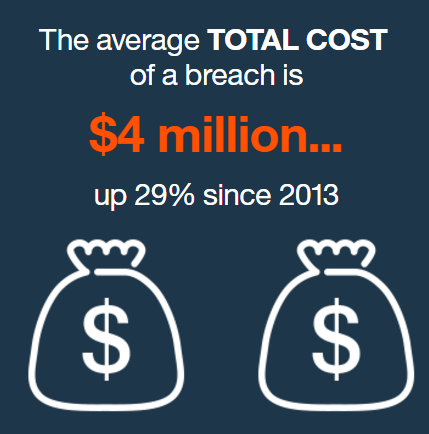 The average TOTAL COST
of a breach is
$4 million...
up 29% since 2013
$ $